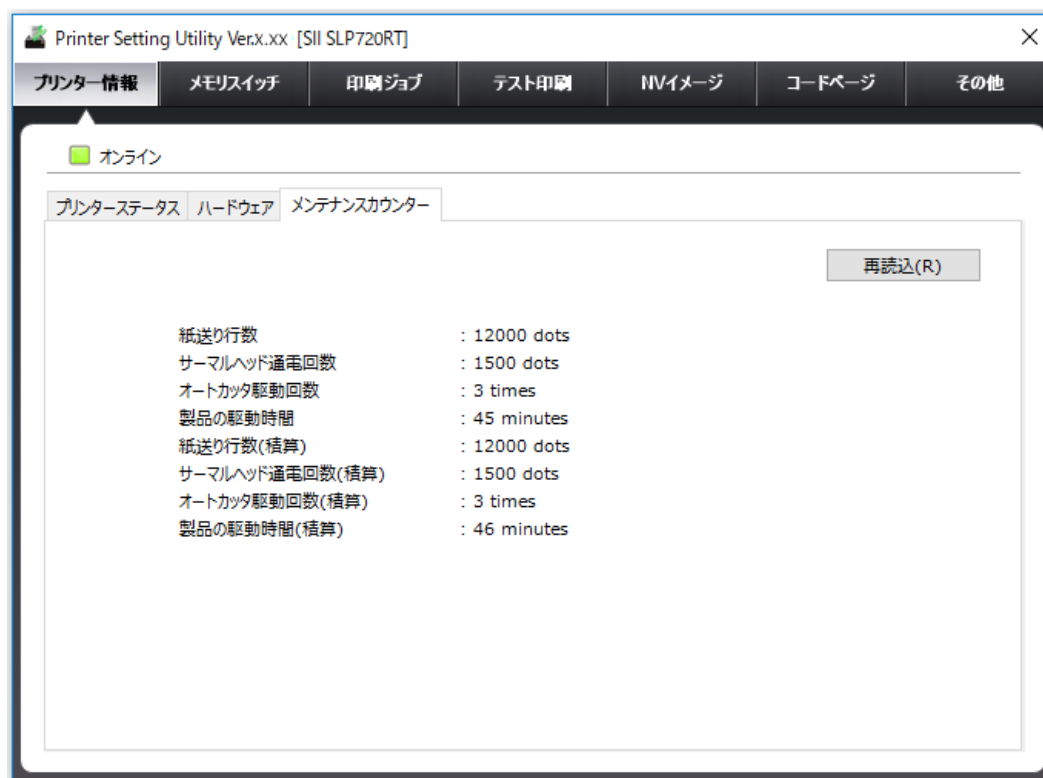 Printer Setting Utility Ver.x.xx [SII SLP720RT]
プリンター情報 メモリスイッチ 印刷ジョブ テスト印刷 NVイメージ コードページ その他
オンライン
プリンターステータス ハードウェア メンテナンスカウンター
再読込(R)
紙送り行数 : 12000 dots
サーマルヘッド通電回数 : 1500 dots
オートカッタ駆動回数 : 3 times
製品の駆動時間 : 45 minutes
紙送り行数(積算) : 12000 dots
サーマルヘッド通電回数(積算) : 1500 dots
オートカッタ駆動回数(積算) : 3 times
製品の駆動時間(積算) : 46 minutes